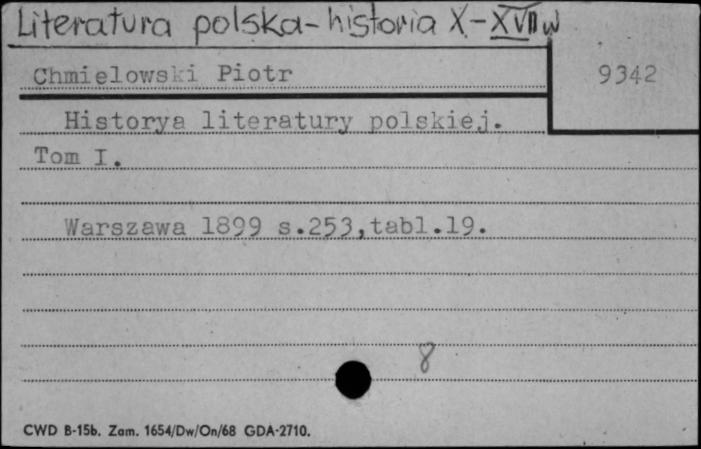 Literatura polska-historia X-XVII w
Chmielowski Piotr
9342
Historya literatury polskiej.
Tom I.
Warszawa 1899 s.253,tabl.19.
8
CWD B-15b. Zam. 1654/Dw/On/68 GDA-2710.